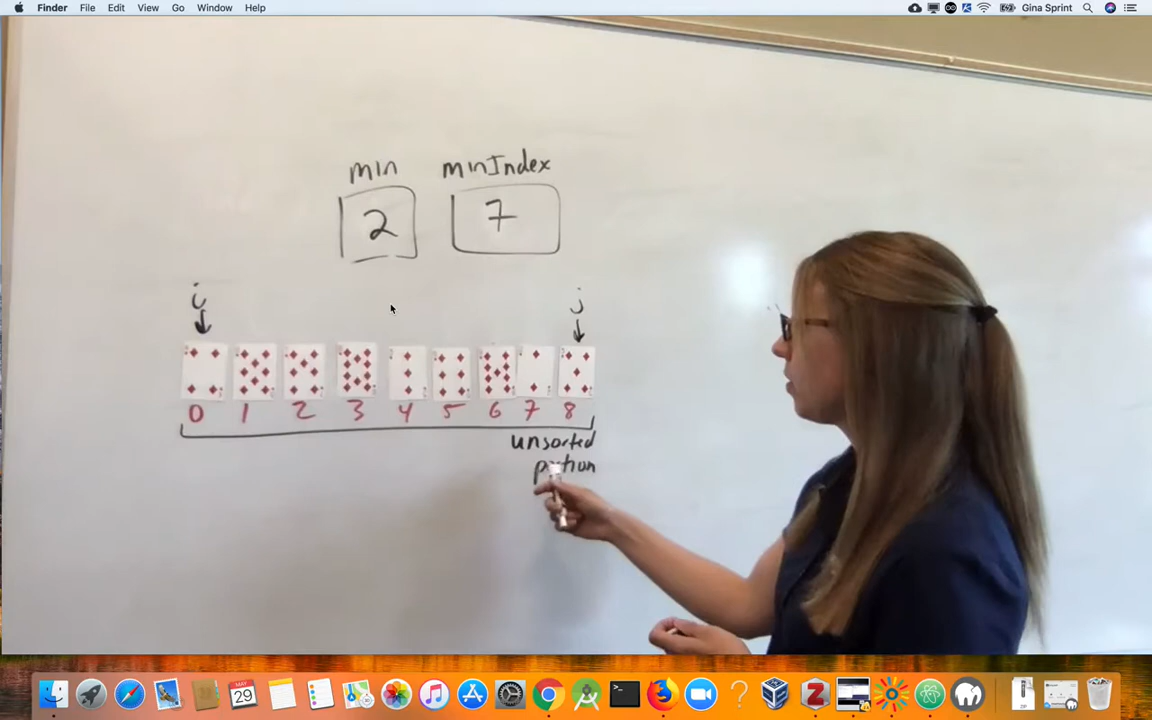 Finder File Edit View Go Window Help Gina Sprint
min minIndex
2 7
i j
0 1 2 3 4 5 6 7 8
unsorted
portion
MAY
29